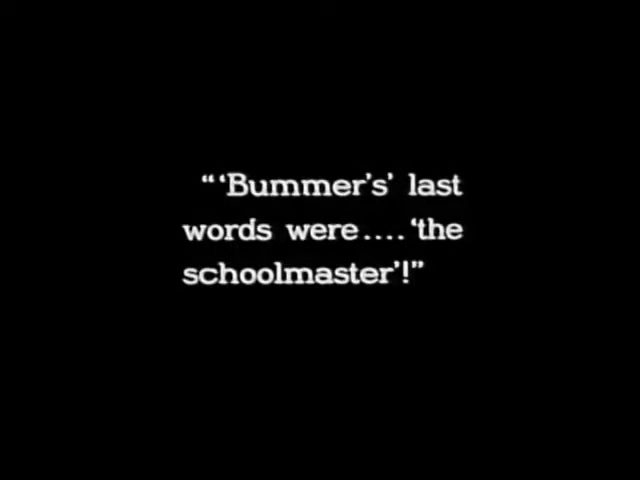 “‘Bummer’s’ last
words were....‘the
schoolmaster’!”